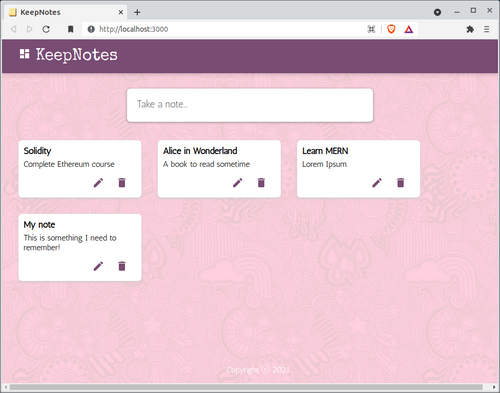 KeepNotes
http://localhost:3000
KeepNotes
Take a note..
Solidity
Complete Ethereum course
Alice in Wonderland
A book to read sometime
Learn MERN
Lorem Ipsum.
My note
This is something I need to
remember!
Copyright © 2021